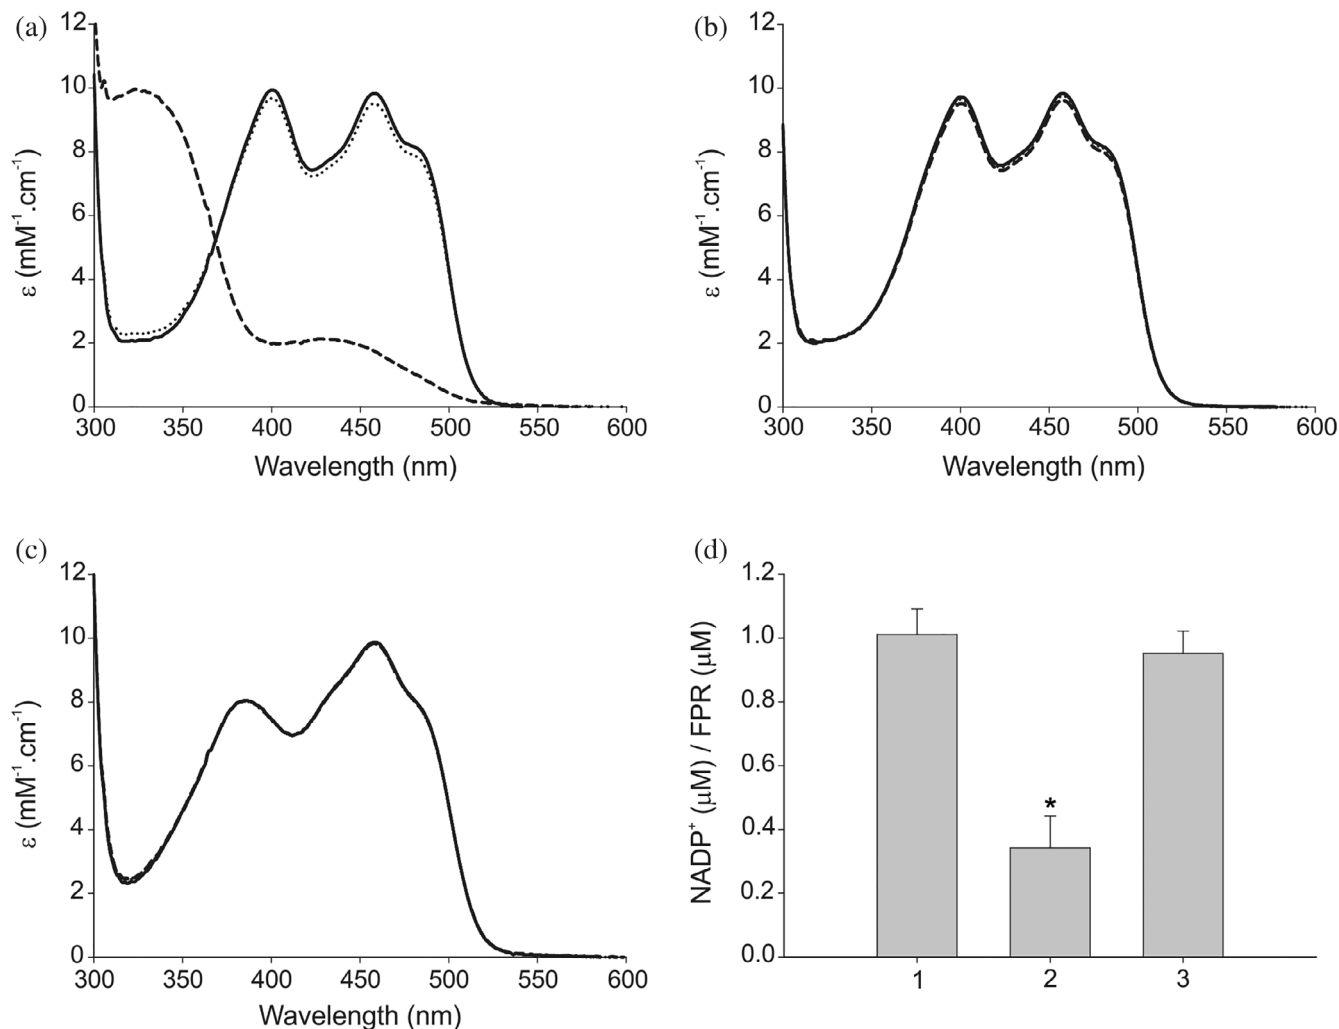 (a)
12
10
8
6
4
2
0
ε (mM⁻¹.cm⁻¹)
300 350 400 450 500 550 600
Wavelength (nm)
(b)
12
10
8
6
4
2
0
ε (mM⁻¹.cm⁻¹)
300 350 400 450 500 550 600
Wavelength (nm)
(c)
12
10
8
6
4
2
0
ε (mM⁻¹.cm⁻¹)
300 350 400 450 500 550 600
Wavelength (nm)
(d)
1.2
1.0
0.8
0.6
0.4
0.2
0.0
NADP⁺ (μM) / FPR (μM)
*
1 2 3